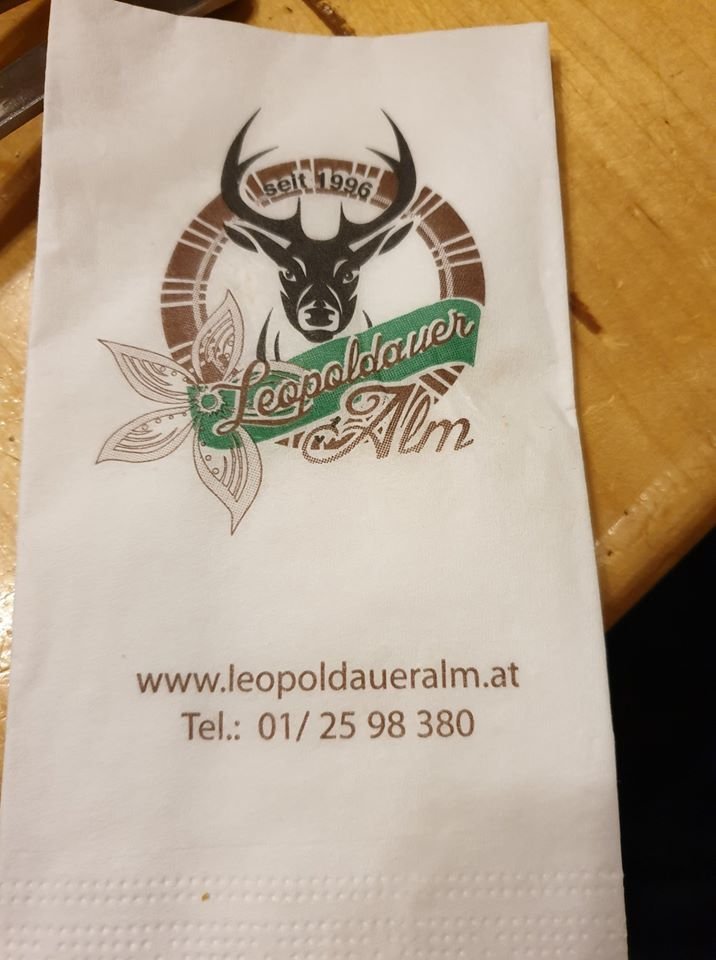 seit 1996
Leopoldauer
Alm
www.leopoldaueralm.at
Tel.: 01/ 25 98 380